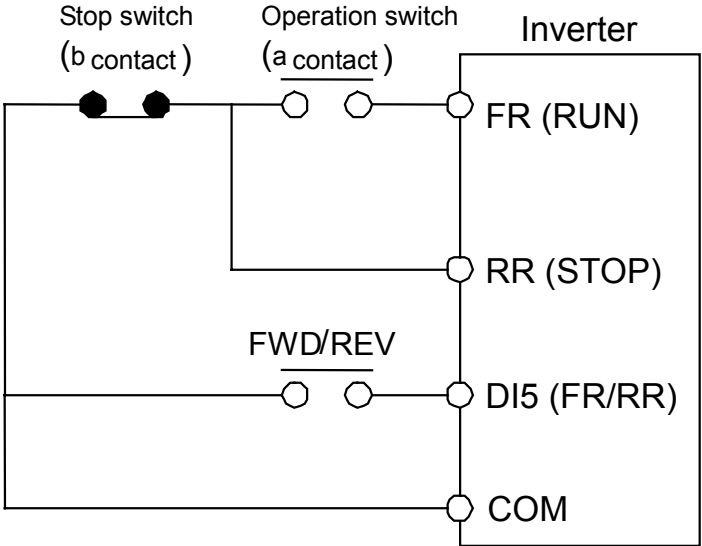 Stop switch
(b contact)
Operation switch
(a contact)
Inverter
FR (RUN)
RR (STOP)
FWD/REV
DI5 (FR/RR)
COM